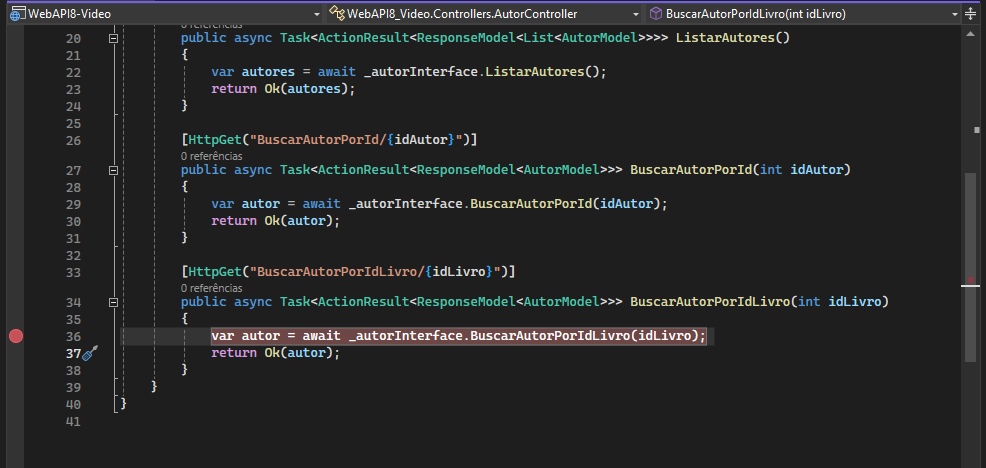 WebAPI8-Video WebAPI8_Video.Controllers.AutorController BuscarAutorPorIdLivro(int idLivro)
0 referências
20 public async Task<ActionResult<ResponseModel<List<AutorModel>>>> ListarAutores()
21 {
22 var autores = await _autorInterface.ListarAutores();
23 return Ok(autores);
24 }
25
26 [HttpGet("BuscarAutorPorId/{idAutor}")]
0 referências
27 public async Task<ActionResult<ResponseModel<AutorModel>>> BuscarAutorPorId(int idAutor)
28 {
29 var autor = await _autorInterface.BuscarAutorPorId(idAutor);
30 return Ok(autor);
31 }
32
33 [HttpGet("BuscarAutorPorIdLivro/{idLivro}")]
0 referências
34 public async Task<ActionResult<ResponseModel<AutorModel>>> BuscarAutorPorIdLivro(int idLivro)
35 {
36 var autor = await _autorInterface.BuscarAutorPorIdLivro(idLivro);
37 return Ok(autor);
38 }
39 }
40 }
41